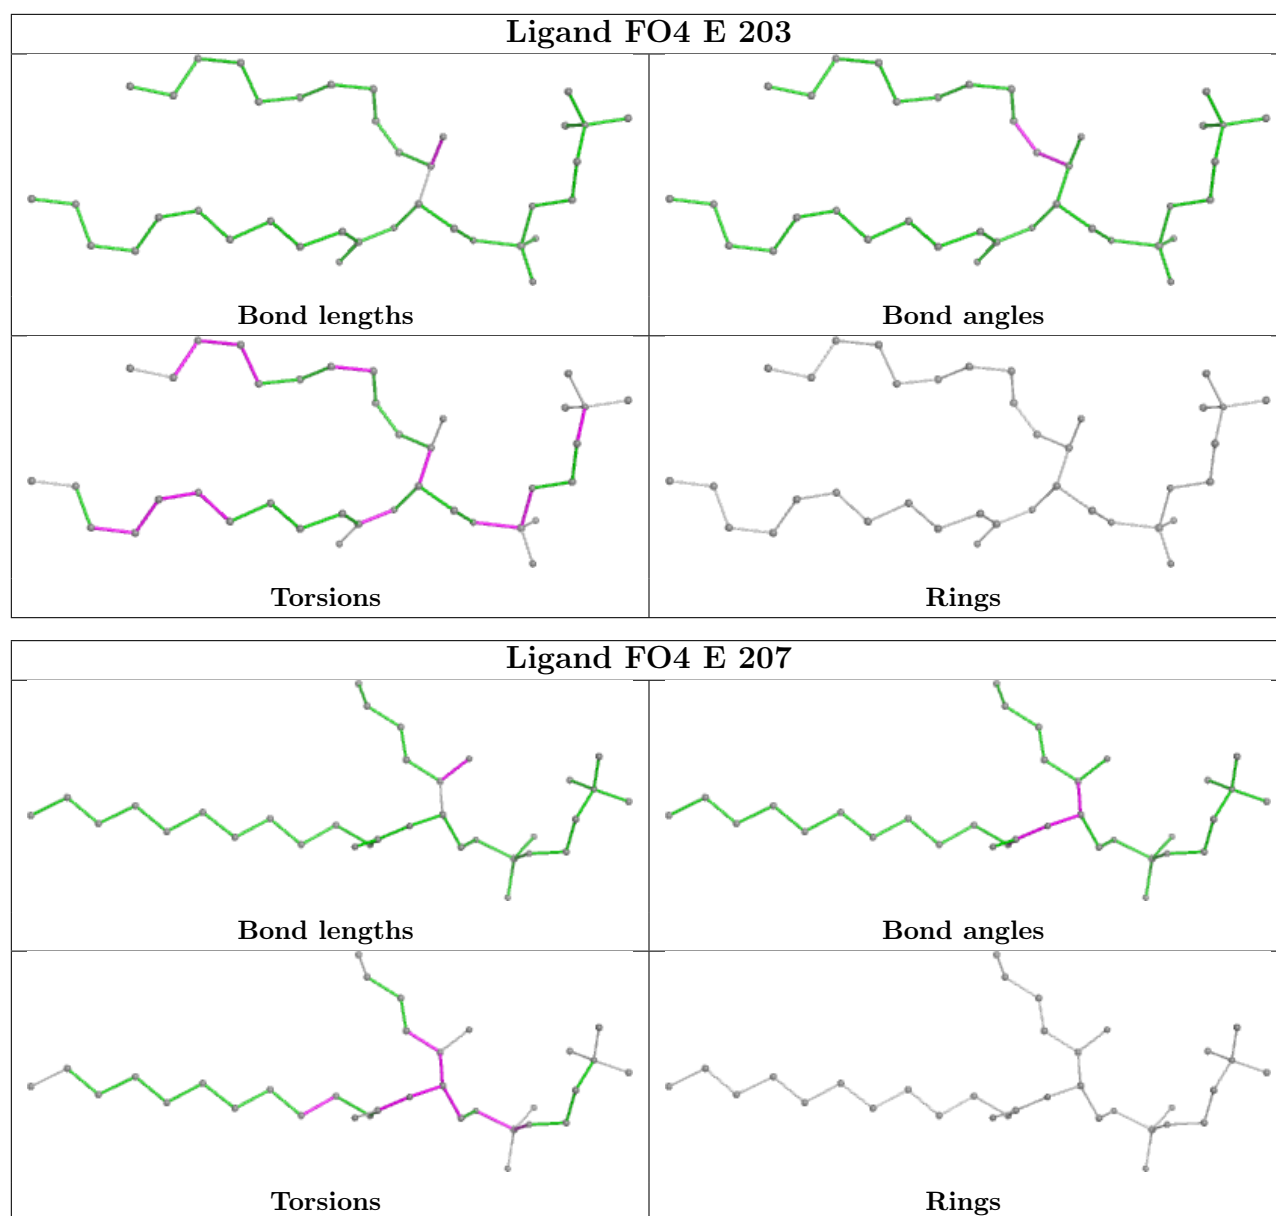 Ligand FO4 E 203
Bond lengths
Bond angles
Torsions
Rings
Ligand FO4 E 207
Bond lengths
Bond angles
Torsions
Rings